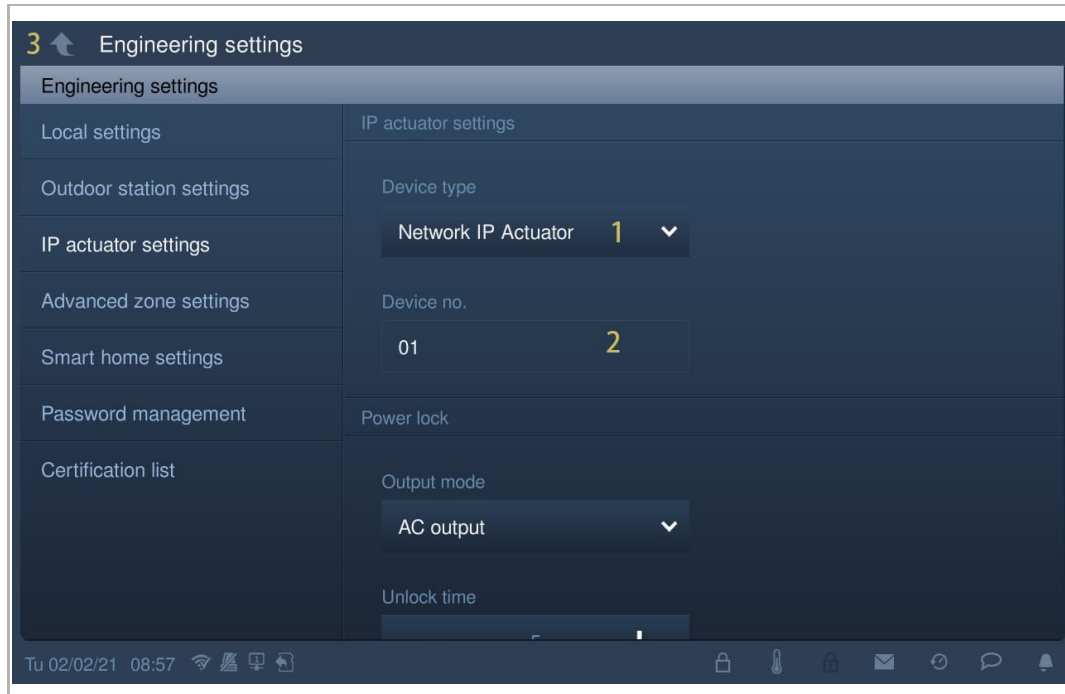 3 Engineering settings
Engineering settings
Local settings
Outdoor station settings
IP actuator settings
Advanced zone settings
Smart home settings
Password management
Certification list
IP actuator settings
Device type
Network IP Actuator 1
Device no.
01 2
Power lock
Output mode
AC output
Unlock time
Tu 02/02/21 08:57